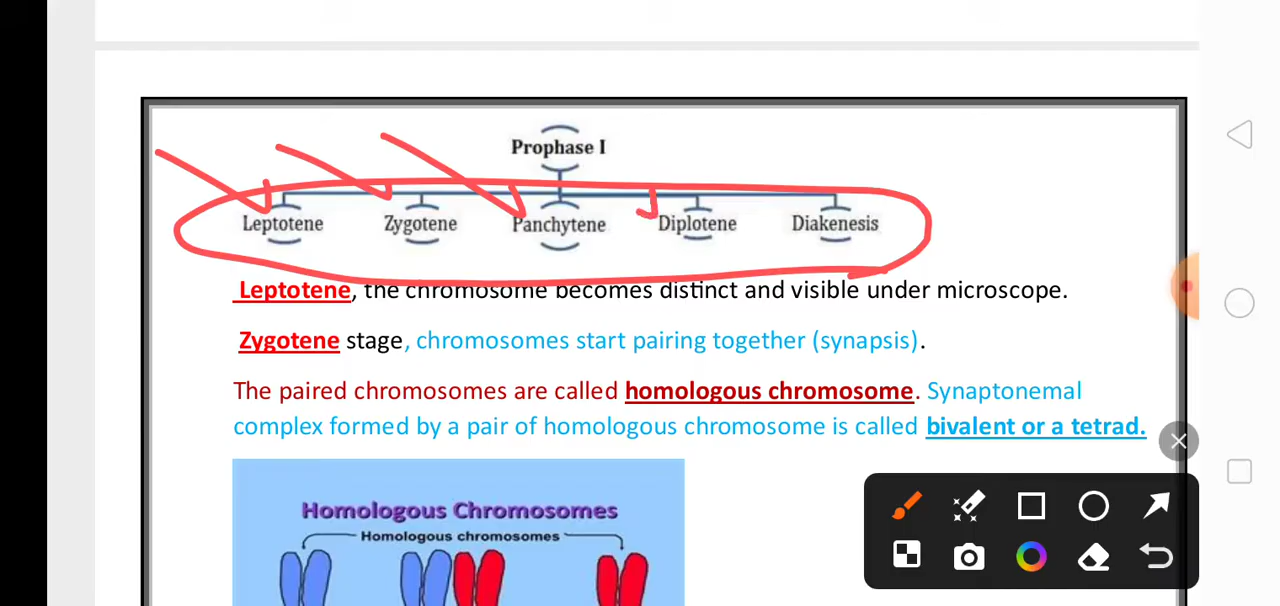 Prophase I
Leptotene Zygotene Panchytene Diplotene Diakenesis
Leptotene, the chromosome becomes distinct and visible under microscope.
Zygotene stage, chromosomes start pairing together (synapsis).
The paired chromosomes are called homologous chromosome. Synaptonemal
complex formed by a pair of homologous chromosome is called bivalent or a tetrad.
Homologous Chromosomes
Homologous chromosomes